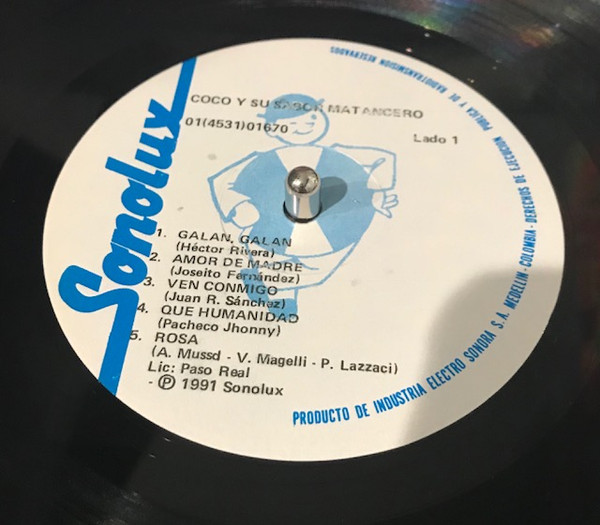 Sonolux
COCO Y SU SABOR MATANCERO
01(4531)01670
Lado 1
1. GALAN, GALAN
(Héctor Rivera)
2. AMOR DE MADRE
(Joseito Fernández)
3. VEN CONMIGO
(Juan R. Sánchez)
4. QUE HUMANIDAD
(Pacheco Jhonny)
5. ROSA
(A. Mussd - V. Magelli - P. Lazzaci)
Lic: Paso Real
- Ⓟ 1991 Sonolux
PRODUCTO DE INDUSTRIA ELECTRO SONORA S.A. MEDELLIN - COLOMBIA - DERECHOS DE EJECUCION PUBLICA Y DE RADIOTRANSMISION RESERVADOS